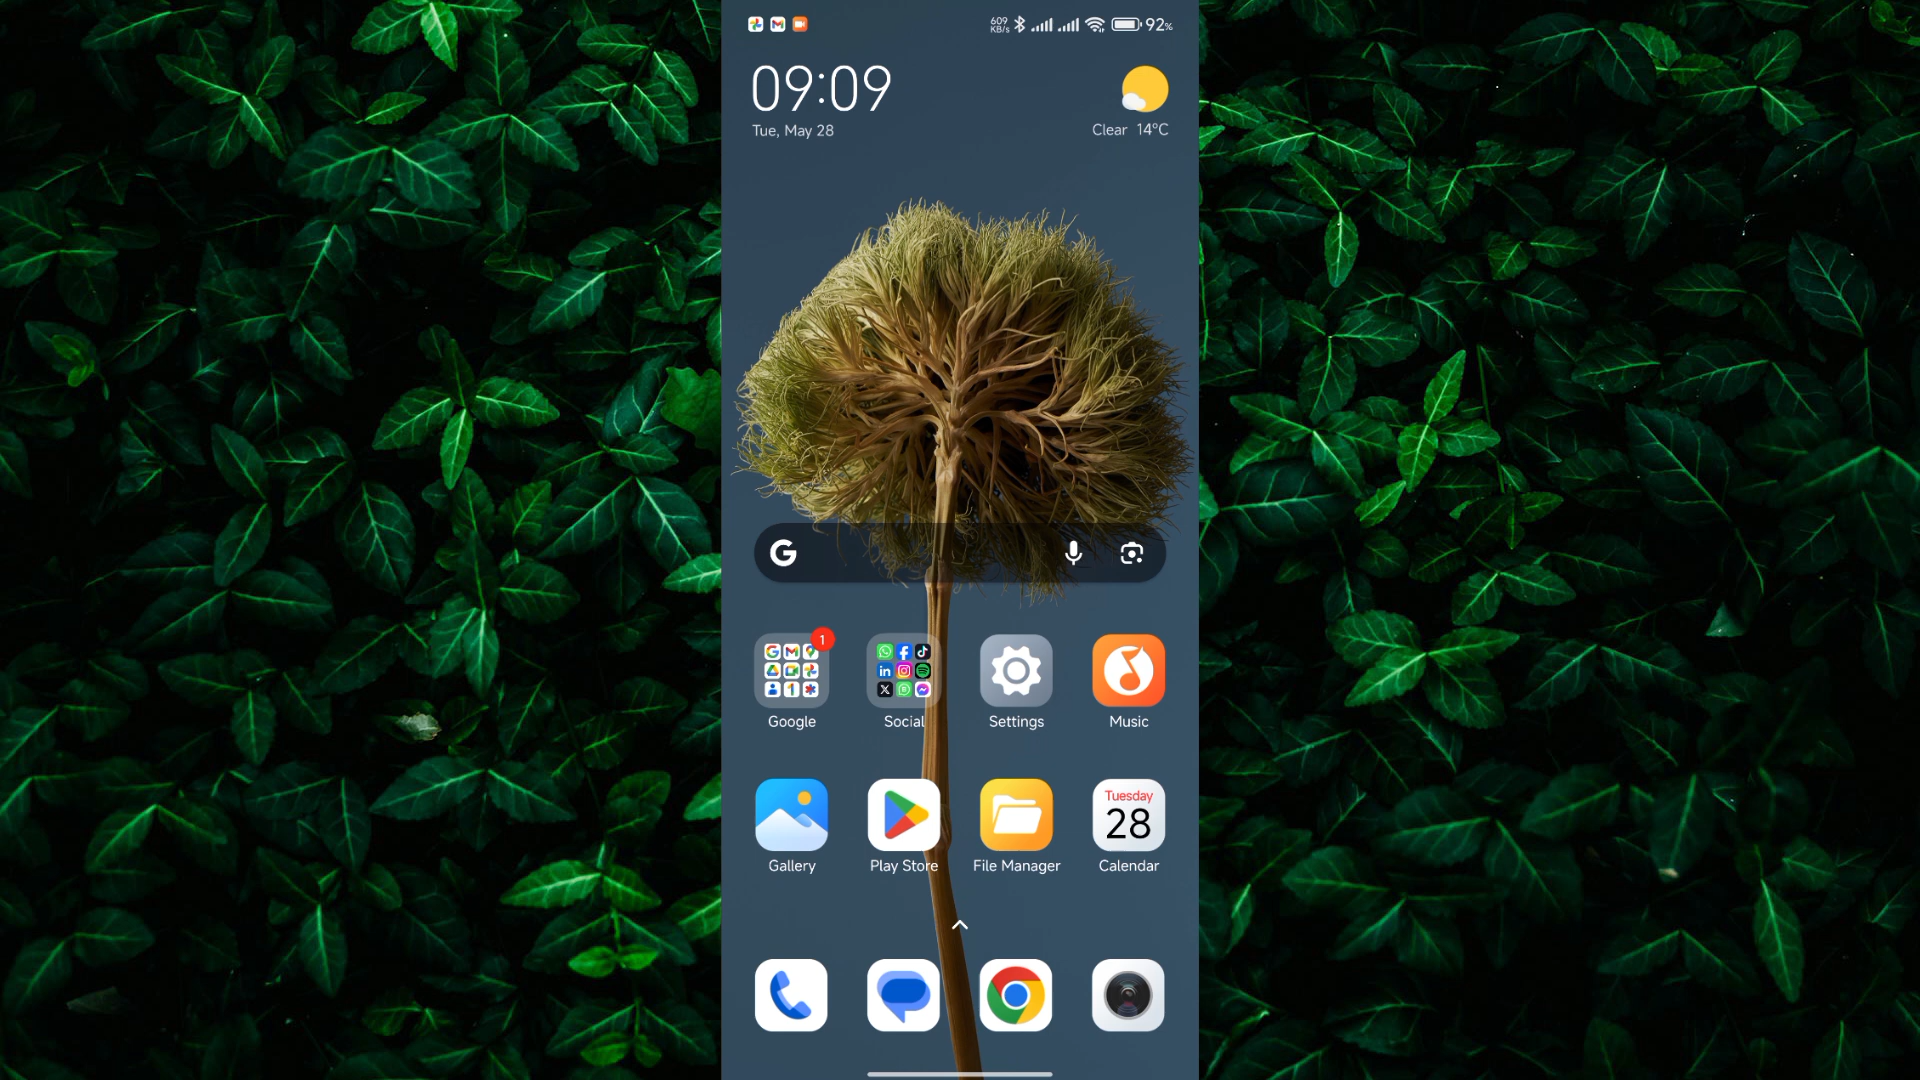 609
KB/s
92%
09:09
Tue, May 28
Clear 14°C
1
Google
Social
Settings
Music
Gallery
Play Store
File Manager
Tuesday
28
Calendar